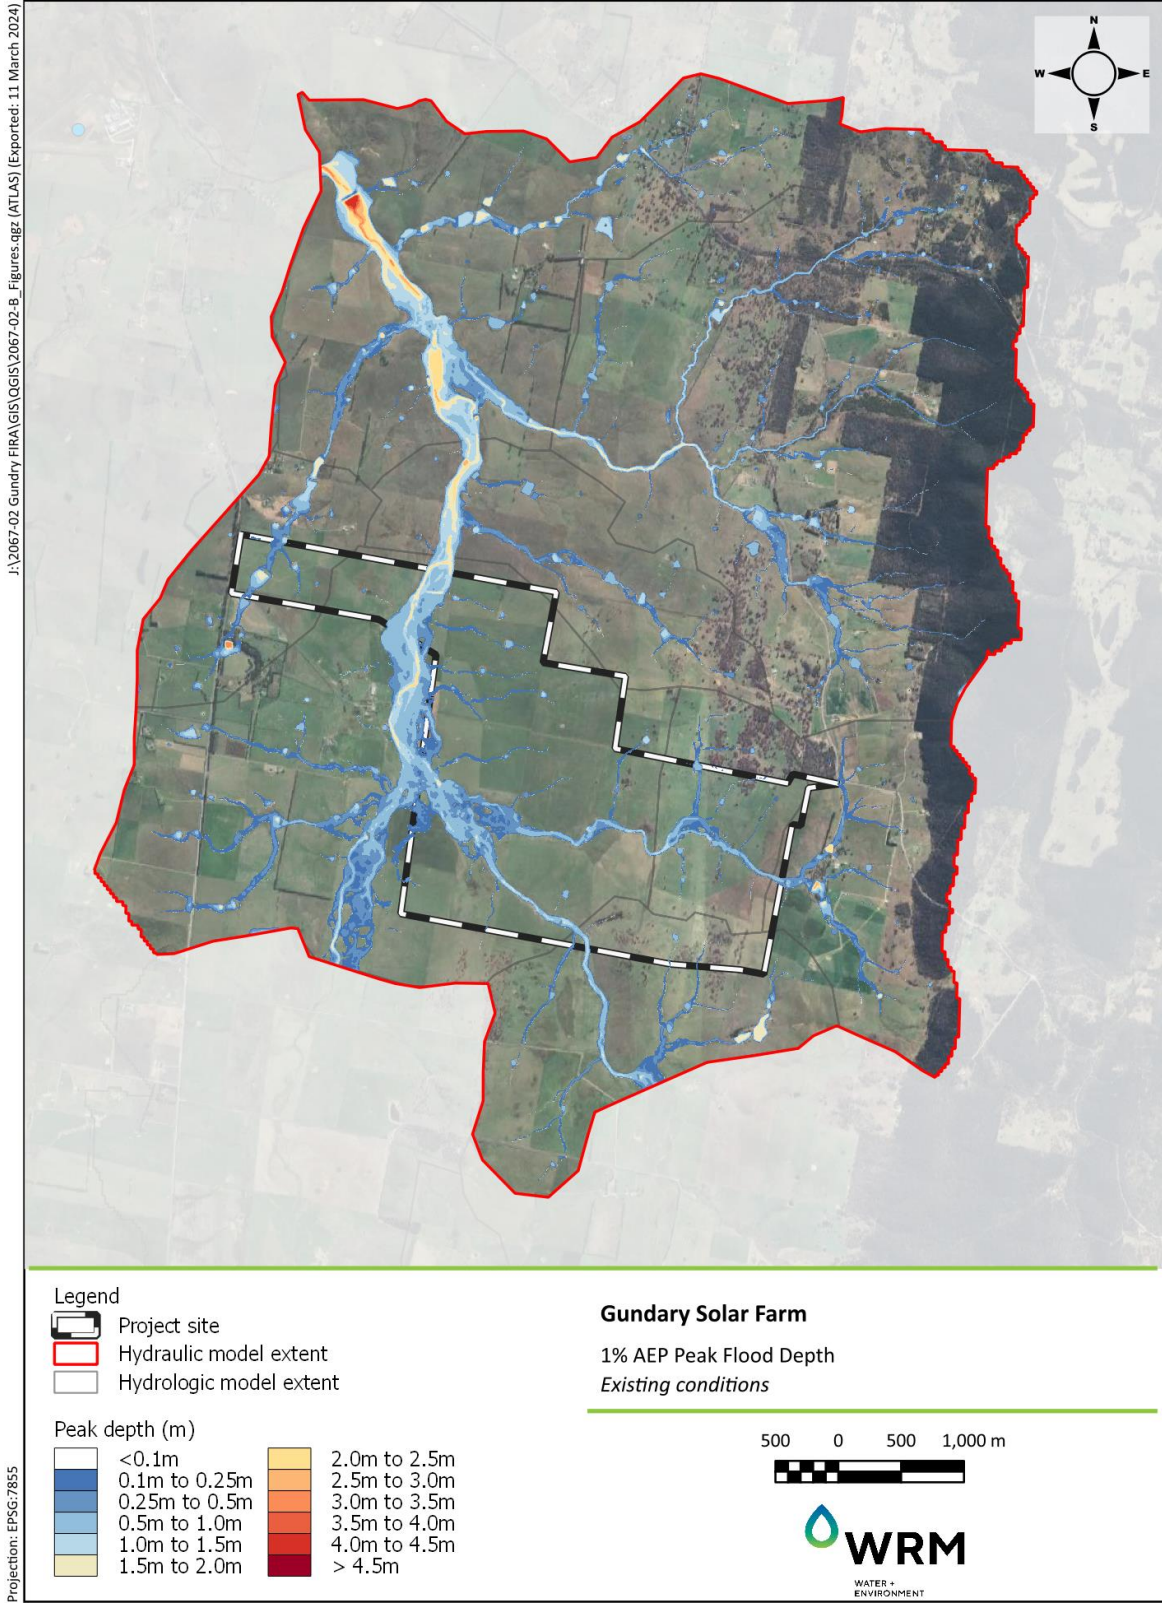 J:\2067-02 Gundry FIRA\GIS\QGIS\2067-02-B_Figures.qgz (ATLAS) (Exported: 11 March 2024)
N
W
E
S
Legend
Project site
Hydraulic model extent
Hydrologic model extent
Peak depth (m)
<0.1m
0.1m to 0.25m
0.25m to 0.5m
0.5m to 1.0m
1.0m to 1.5m
1.5m to 2.0m
2.0m to 2.5m
2.5m to 3.0m
3.0m to 3.5m
3.5m to 4.0m
4.0m to 4.5m
> 4.5m
Gundary Solar Farm
1% AEP Peak Flood Depth
Existing conditions
500 0 500 1,000 m
WRM
WATER +
ENVIRONMENT
Projection: EPSG:7855